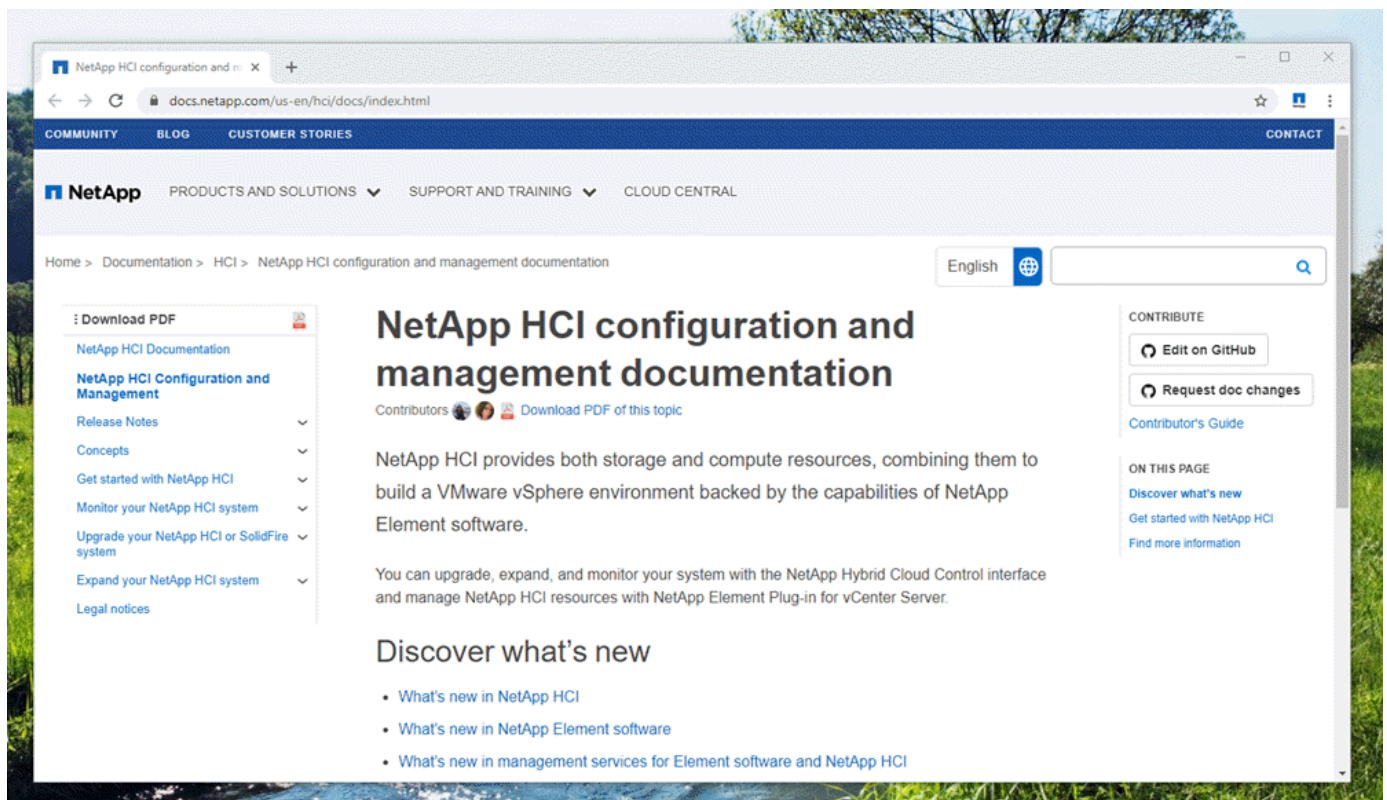 NetApp HCI configuration and m
docs.netapp.com/us-en/hci/docs/index.html
COMMUNITY BLOG CUSTOMER STORIES CONTACT
NetApp PRODUCTS AND SOLUTIONS SUPPORT AND TRAINING CLOUD CENTRAL
Home > Documentation > HCI > NetApp HCI configuration and management documentation
English
Download PDF
NetApp HCI Documentation
NetApp HCI Configuration and
Management
Release Notes
Concepts
Get started with NetApp HCI
Monitor your NetApp HCI system
Upgrade your NetApp HCI or SolidFire
system
Expand your NetApp HCI system
Legal notices
NetApp HCI configuration and
management documentation
Contributors Download PDF of this topic
NetApp HCI provides both storage and compute resources, combining them to
build a VMware vSphere environment backed by the capabilities of NetApp
Element software.
You can upgrade, expand, and monitor your system with the NetApp Hybrid Cloud Control interface
and manage NetApp HCI resources with NetApp Element Plug-in for vCenter Server.
Discover what's new
• What's new in NetApp HCI
• What's new in NetApp Element software
• What's new in management services for Element software and NetApp HCI
CONTRIBUTE
Edit on GitHub
Request doc changes
Contributor's Guide
ON THIS PAGE
Discover what's new
Get started with NetApp HCI
Find more information